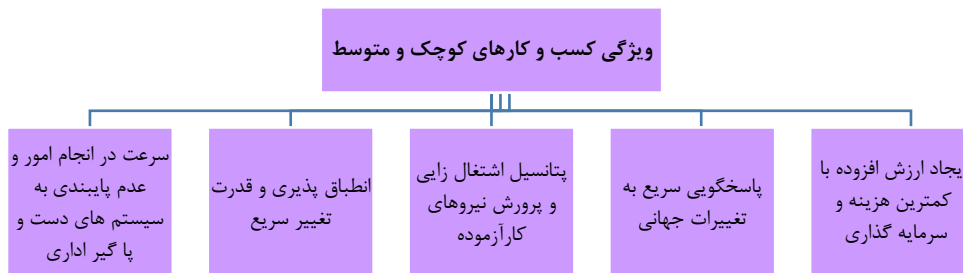 ویژگی کسب و کارهای کوچک و متوسط
یجاد ارزش افزوده با
کمترین هزینه و
سرمایه گذاری
پاسخگویی سریع به
تغییرات جهانی
پتانسیل اشتغال زایی
و پرورش نیروهای
کارآزموده
انطباق پذیری و قدرت
تغییر سریع
سرعت در انجام امور و
عدم پایبندی به
سیستم های دست و
پا گیر اداری